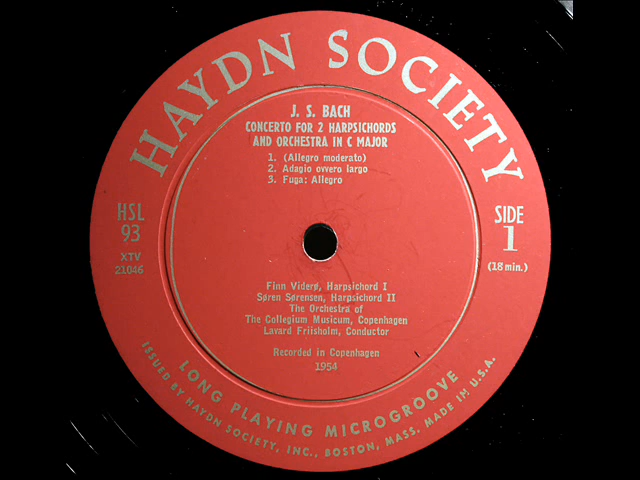 HAYDN SOCIETY
J. S. BACH
CONCERTO FOR 2 HARPSICHORDS
AND ORCHESTRA IN C MAJOR
1. (Allegro moderato)
2. Adagio ovvero largo
3. Fuga: Allegro
HSL
93
XTV
21046
SIDE
1
(18 min.)
Finn Viderø, Harpsichord I
Søren Sørensen, Harpsichord II
The Orchestra of
The Collegium Musicum, Copenhagen
Lavard Friisholm, Conductor
Recorded in Copenhagen
1954
LONG PLAYING MICROGROOVE
ISSUED BY HAYDN SOCIETY, INC., BOSTON, MASS. MADE IN U.S.A.